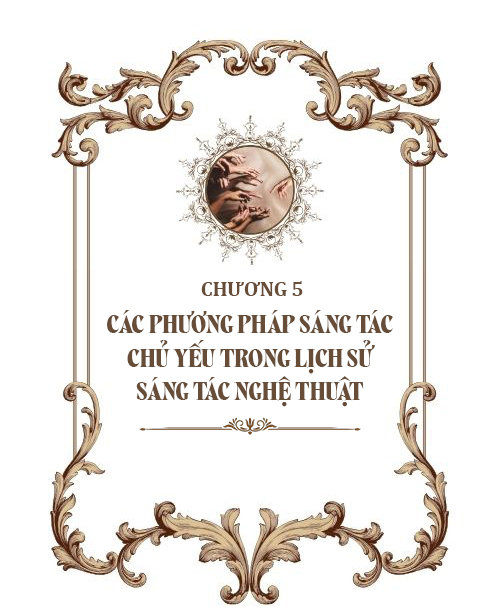 CHƯƠNG 5
CÁC PHƯƠNG PHÁP SÁNG TÁC
CHỦ YẾU TRONG LỊCH SỬ
SÁNG TÁC NGHỆ THUẬT